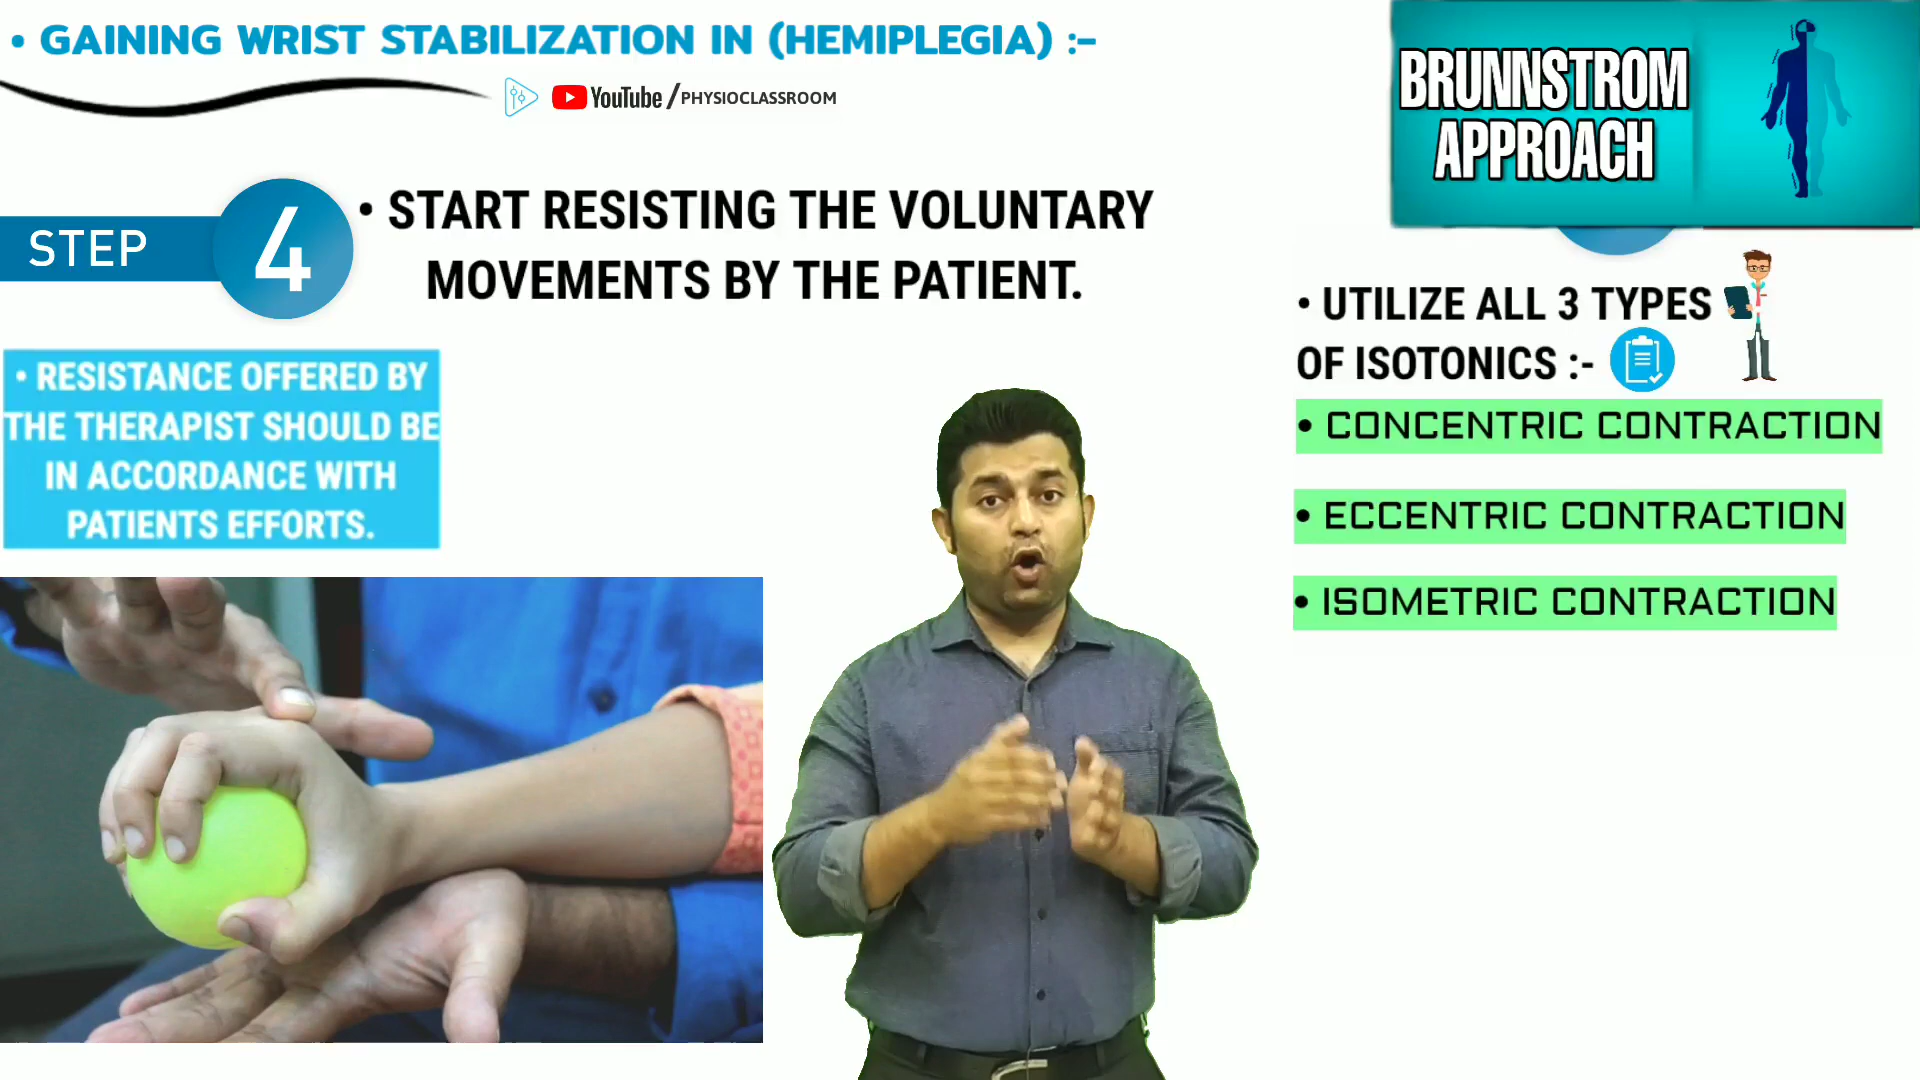 • GAINING WRIST STABILIZATION IN (HEMIPLEGIA) :-
YouTube /PHYSIOCLASSROOM
BRUNNSTROM
APPROACH
STEP 4
• START RESISTING THE VOLUNTARY
MOVEMENTS BY THE PATIENT.
• RESISTANCE OFFERED BY
THE THERAPIST SHOULD BE
IN ACCORDANCE WITH
PATIENTS EFFORTS.
• UTILIZE ALL 3 TYPES
OF ISOTONICS :-
• CONCENTRIC CONTRACTION
• ECCENTRIC CONTRACTION
• ISOMETRIC CONTRACTION